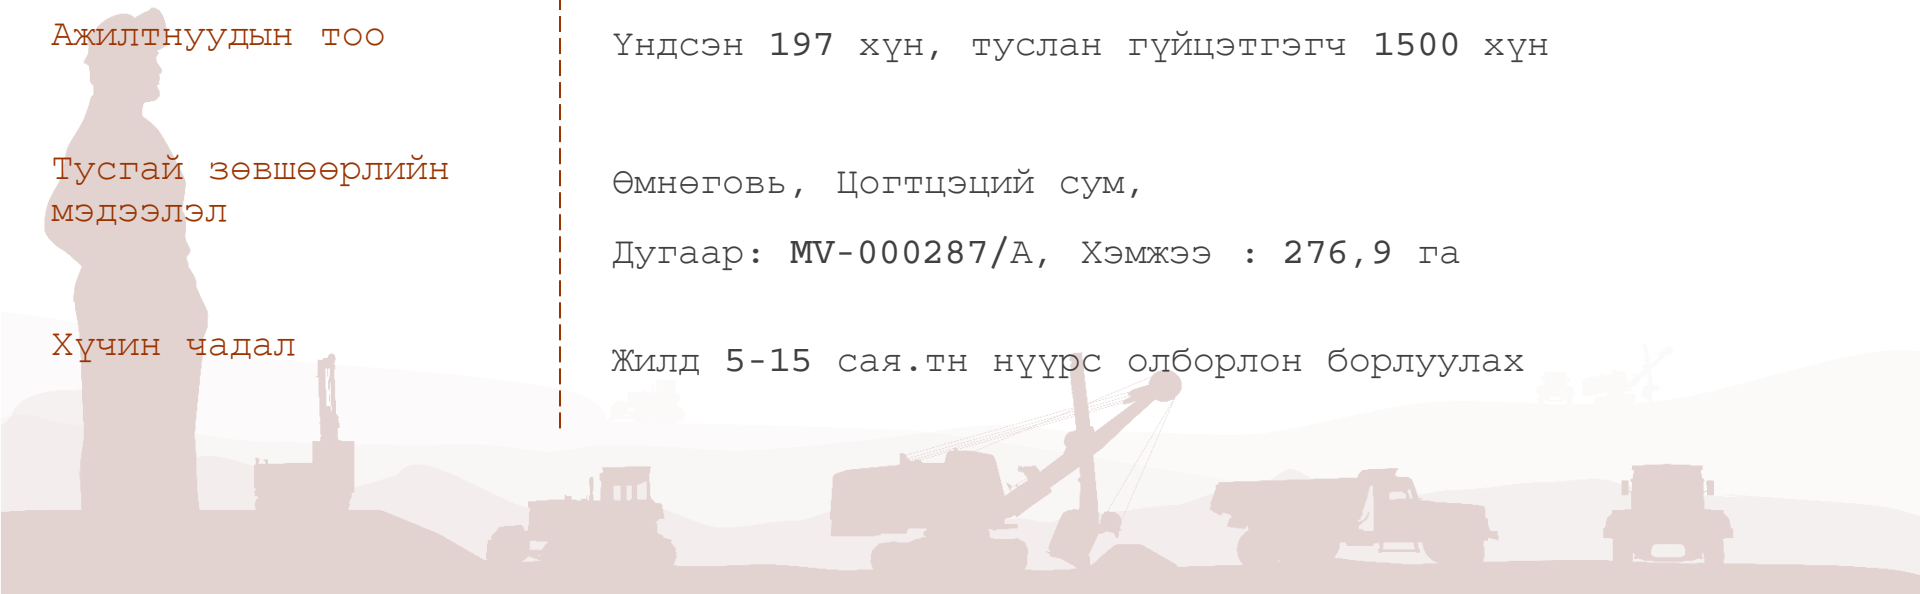 Ажилтнуудын тоо
Үндсэн 197 хүн, туслан гүйцэтгэгч 1500 хүн
Тусгай зөвшөөрлийн
мэдээлэл
Өмнөговь, Цогтцэций сум,
Дугаар: MV-000287/А, Хэмжээ : 276,9 га
Хүчин чадал
Жилд 5-15 сая.тн нүүрс олборлон борлуулах